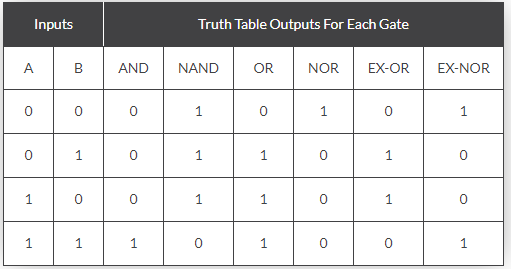 Inputs Truth Table Outputs For Each Gate
A B AND NAND OR NOR EX-OR EX-NOR
0 0 0 1 0 1 0 1
0 1 0 1 1 0 1 0
1 0 0 1 1 0 1 0
1 1 1 0 1 0 0 1